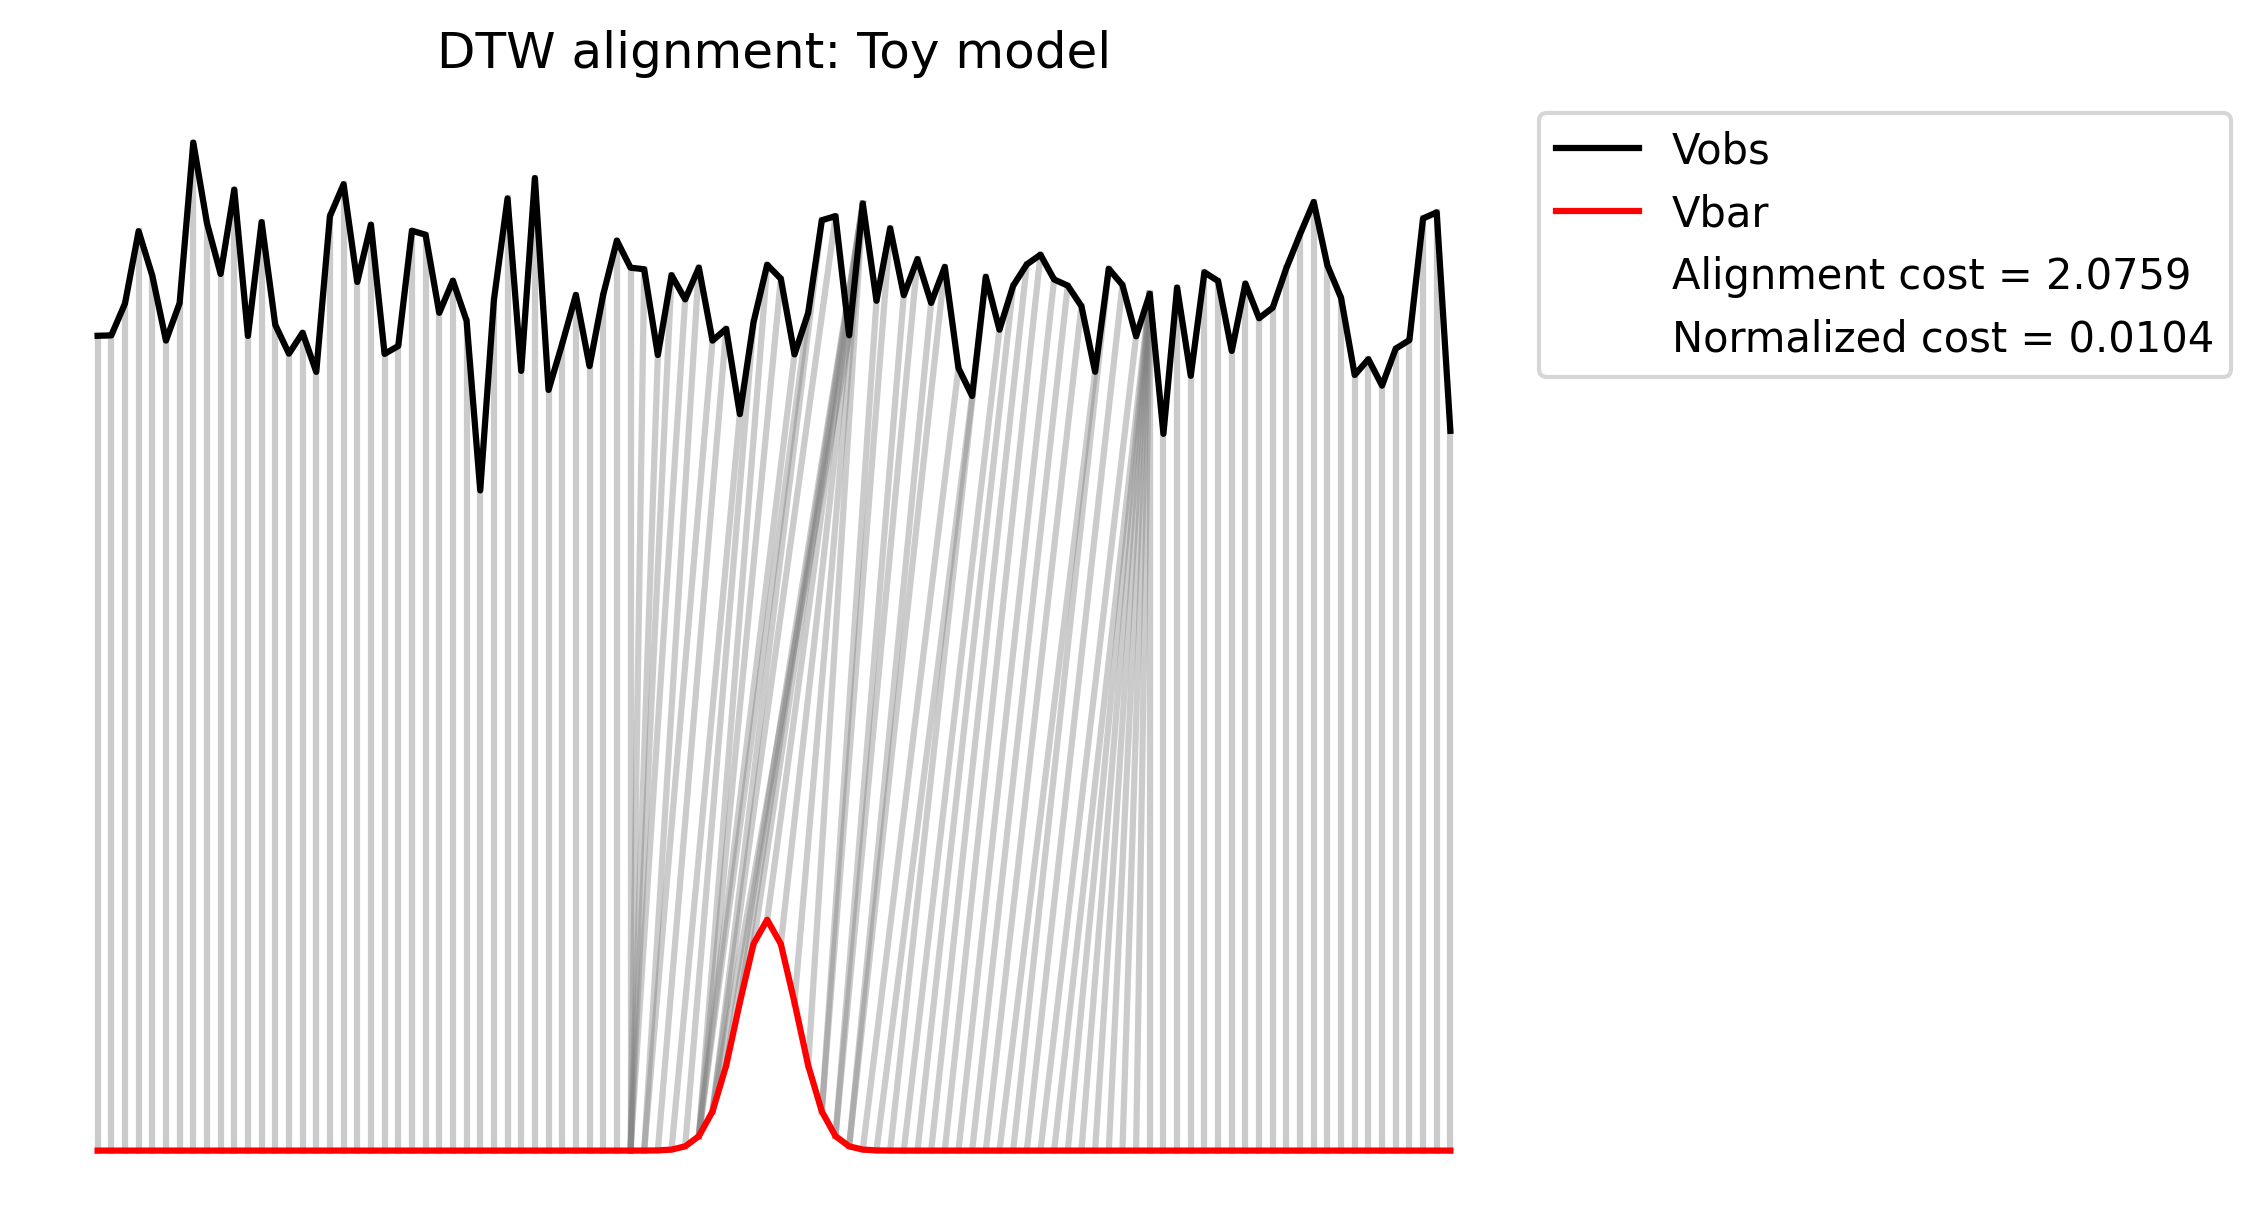 DTW alignment: Toy model
Vobs
Vbar
Alignment cost = 2.0759
Normalized cost = 0.0104